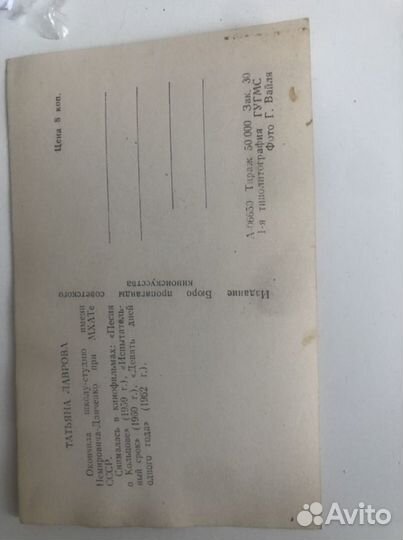 ТАТЬЯНА ЛАВРОВА
Окончила школу-студию имени
Немировича-Данченко при МХАТе
СССР.
Снималась в кинофильмах: «Песня
о Кольцове» (1959 г.), «Испытатель-
ный срок» (1960 г.), «Девять дней
одного года» (1962 г.).
Издание Бюро пропаганды советского
киноискусства
Цена 8 коп.
А-06653 Тираж 50 000 Зак. 30
1-я типолитография ГУГМС
Фото Г. Вайля
Avito